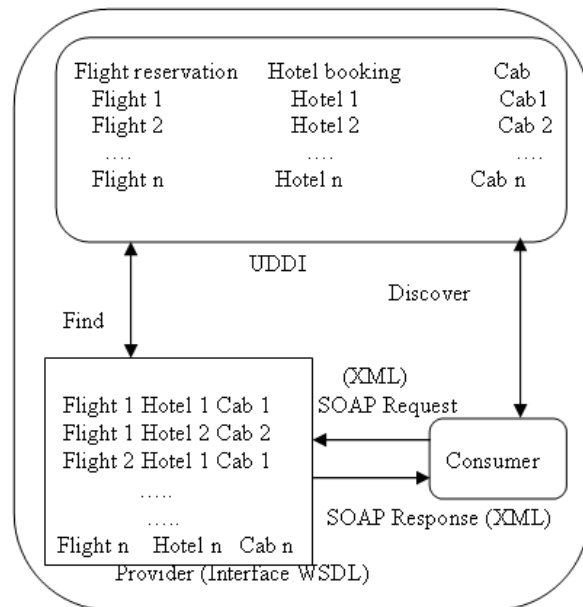 Flight reservation Hotel booking Cab
Flight 1 Hotel 1 Cab1
Flight 2 Hotel 2 Cab 2
.... .... ....
Flight n Hotel n Cab n
UDDI
Discover
Find
(XML)
SOAP Request
Flight 1 Hotel 1 Cab 1
Flight 1 Hotel 2 Cab 2
Flight 2 Hotel 1 Cab 1
.....
.....
Flight n Hotel n Cab n
Consumer
SOAP Response (XML)
Provider (Interface WSDL)